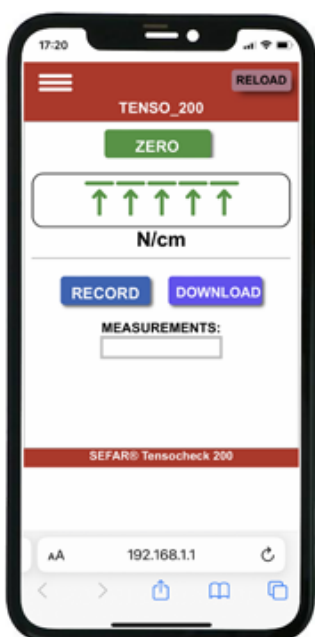 17:20
RELOAD
TENSO_200
ZERO
N/cm
RECORD DOWNLOAD
MEASUREMENTS:
SEFAR® Tensocheck 200
AA 192.168.1.1